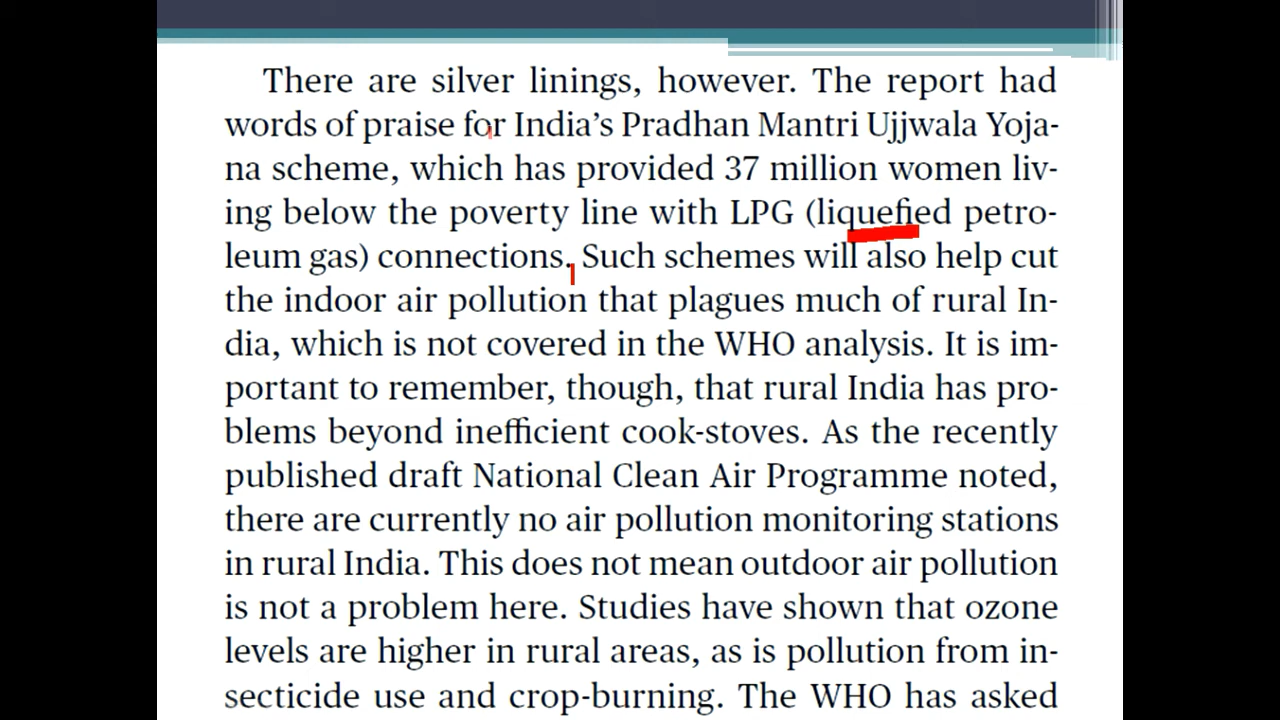 There are silver linings, however. The report had
words of praise for India’s Pradhan Mantri Ujjwala Yoja-
na scheme, which has provided 37 million women liv-
ing below the poverty line with LPG (liquefied petro-
leum gas) connections. Such schemes will also help cut
the indoor air pollution that plagues much of rural In-
dia, which is not covered in the WHO analysis. It is im-
portant to remember, though, that rural India has pro-
blems beyond inefficient cook-stoves. As the recently
published draft National Clean Air Programme noted,
there are currently no air pollution monitoring stations
in rural India. This does not mean outdoor air pollution
is not a problem here. Studies have shown that ozone
levels are higher in rural areas, as is pollution from in-
secticide use and crop-burning. The WHO has asked